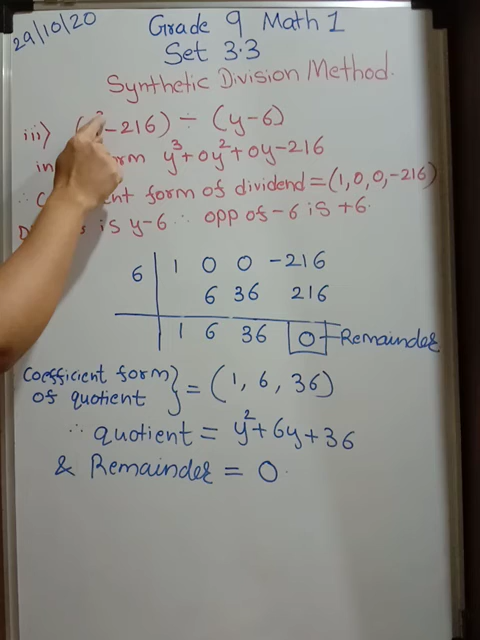 29/10/20
Grade 9 Math 1
Set 3.3
Synthetic Division Method.
iii) (³-216) ÷ (y-6)
in rm y³+0y²+0y-216
∴ C ent form of dividend=(1,0,0,-216)
is y-6 ∴ opp of -6 is +6.
6 1 0 0 -216
6 36 216
1 6 36 0 → Remainder
Coefficient form
of quotient } = (1, 6, 36)
∴ quotient = y²+6y+36
& Remainder = 0.